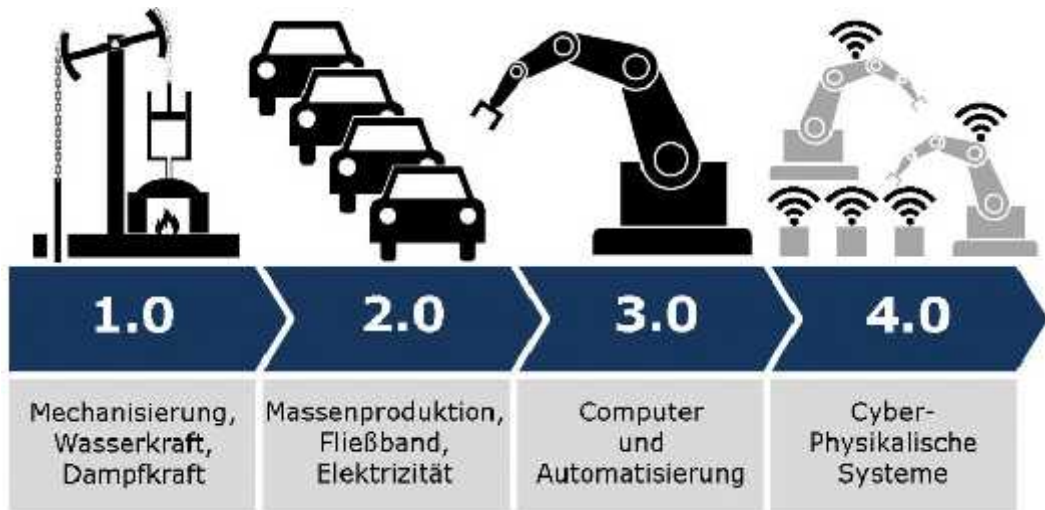 1.0
2.0
3.0
4.0
Mechanisierung,
Wasserkraft,
Dampfkraft
Massenproduktion,
Fließband,
Elektrizität
Computer
und
Automatisierung
Cyber-
Physikalische
Systeme